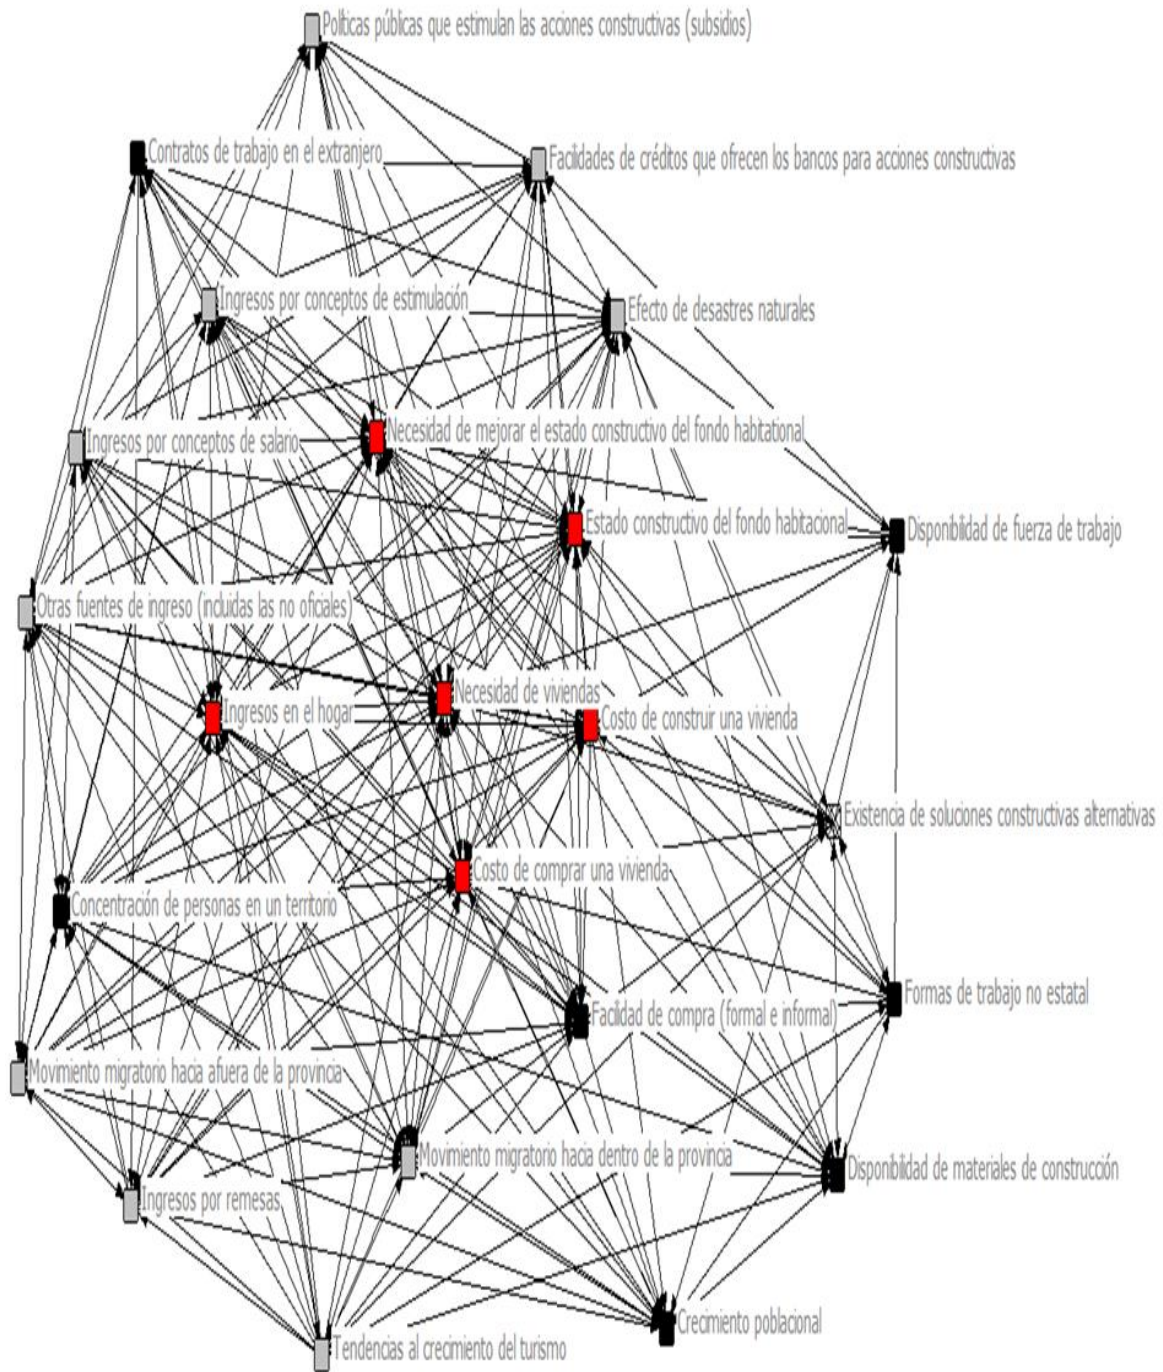 Políticas públicas que estimulan las acciones constructivas (subsidios)
Contratos de trabajo en el extranjero
Facilidades de créditos que ofrecen los bancos para acciones constructivas
Ingresos por conceptos de estimulación
Efecto de desastres naturales
Ingresos por conceptos de salario
Necesidad de mejorar el estado constructivo del fondo habitational
Estado constructivo del fondo habitacional
Disponibilidad de fuerza de trabajo
Otras fuentes de ingreso (incluidas las no oficiales)
Necesidad de viviendas
Ingresos en el hogar
Costo de construir una vivienda
Existencia de soluciones constructivas alternativas
Costo de comprar una vivienda
Concentración de personas en un territorio
Formas de trabajo no estatal
Facilidad de compra (formal e informal)
Movimiento migratorio hacia afuera de la provincia
Movimiento migratorio hacia dentro de la provincia
Disponibilidad de materiales de construcción
Ingresos por remesas
Crecimiento poblacional
Tendencias al crecimiento del turismo